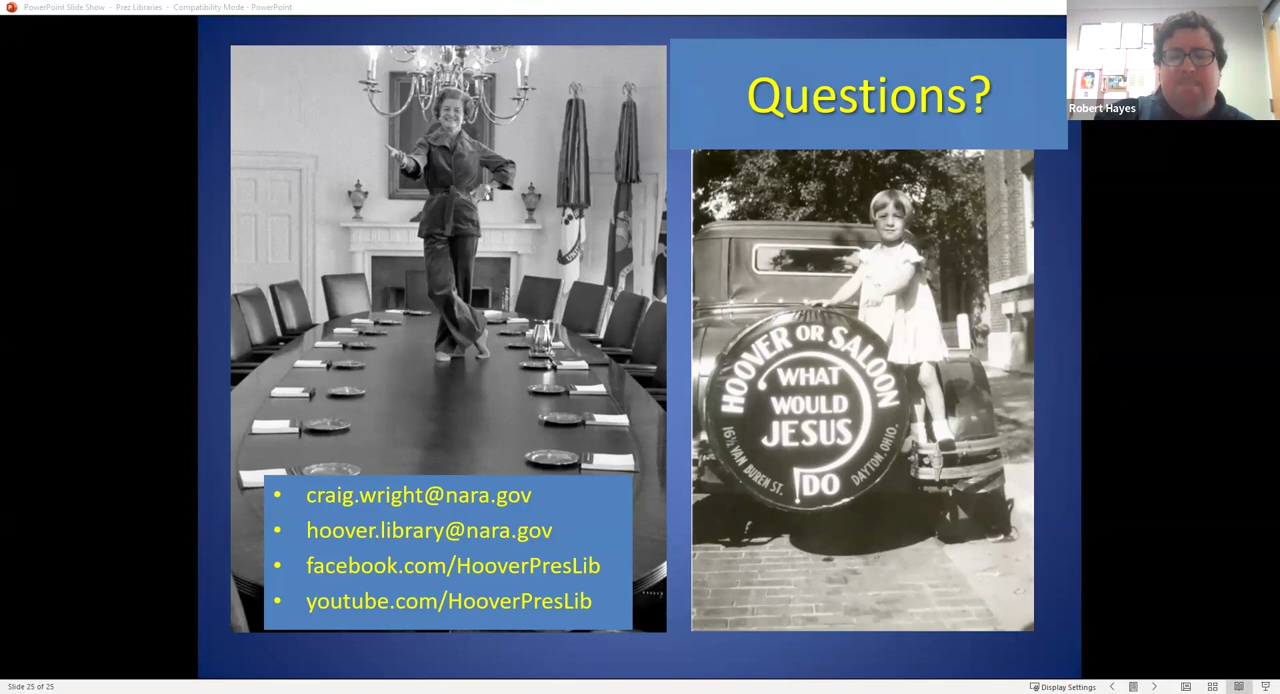 PowerPoint Slide Show - Prez Libraries - Compatibility Mode - PowerPoint
Questions?
Robert Hayes
HOOVER OR SALOON
WHAT
WOULD
JESUS
DO
16½ VAN BUREN ST. DAYTON, OHIO.
• craig.wright@nara.gov
• hoover.library@nara.gov
• facebook.com/HooverPresLib
• youtube.com/HooverPresLib
Slide 25 of 25
Display Settings